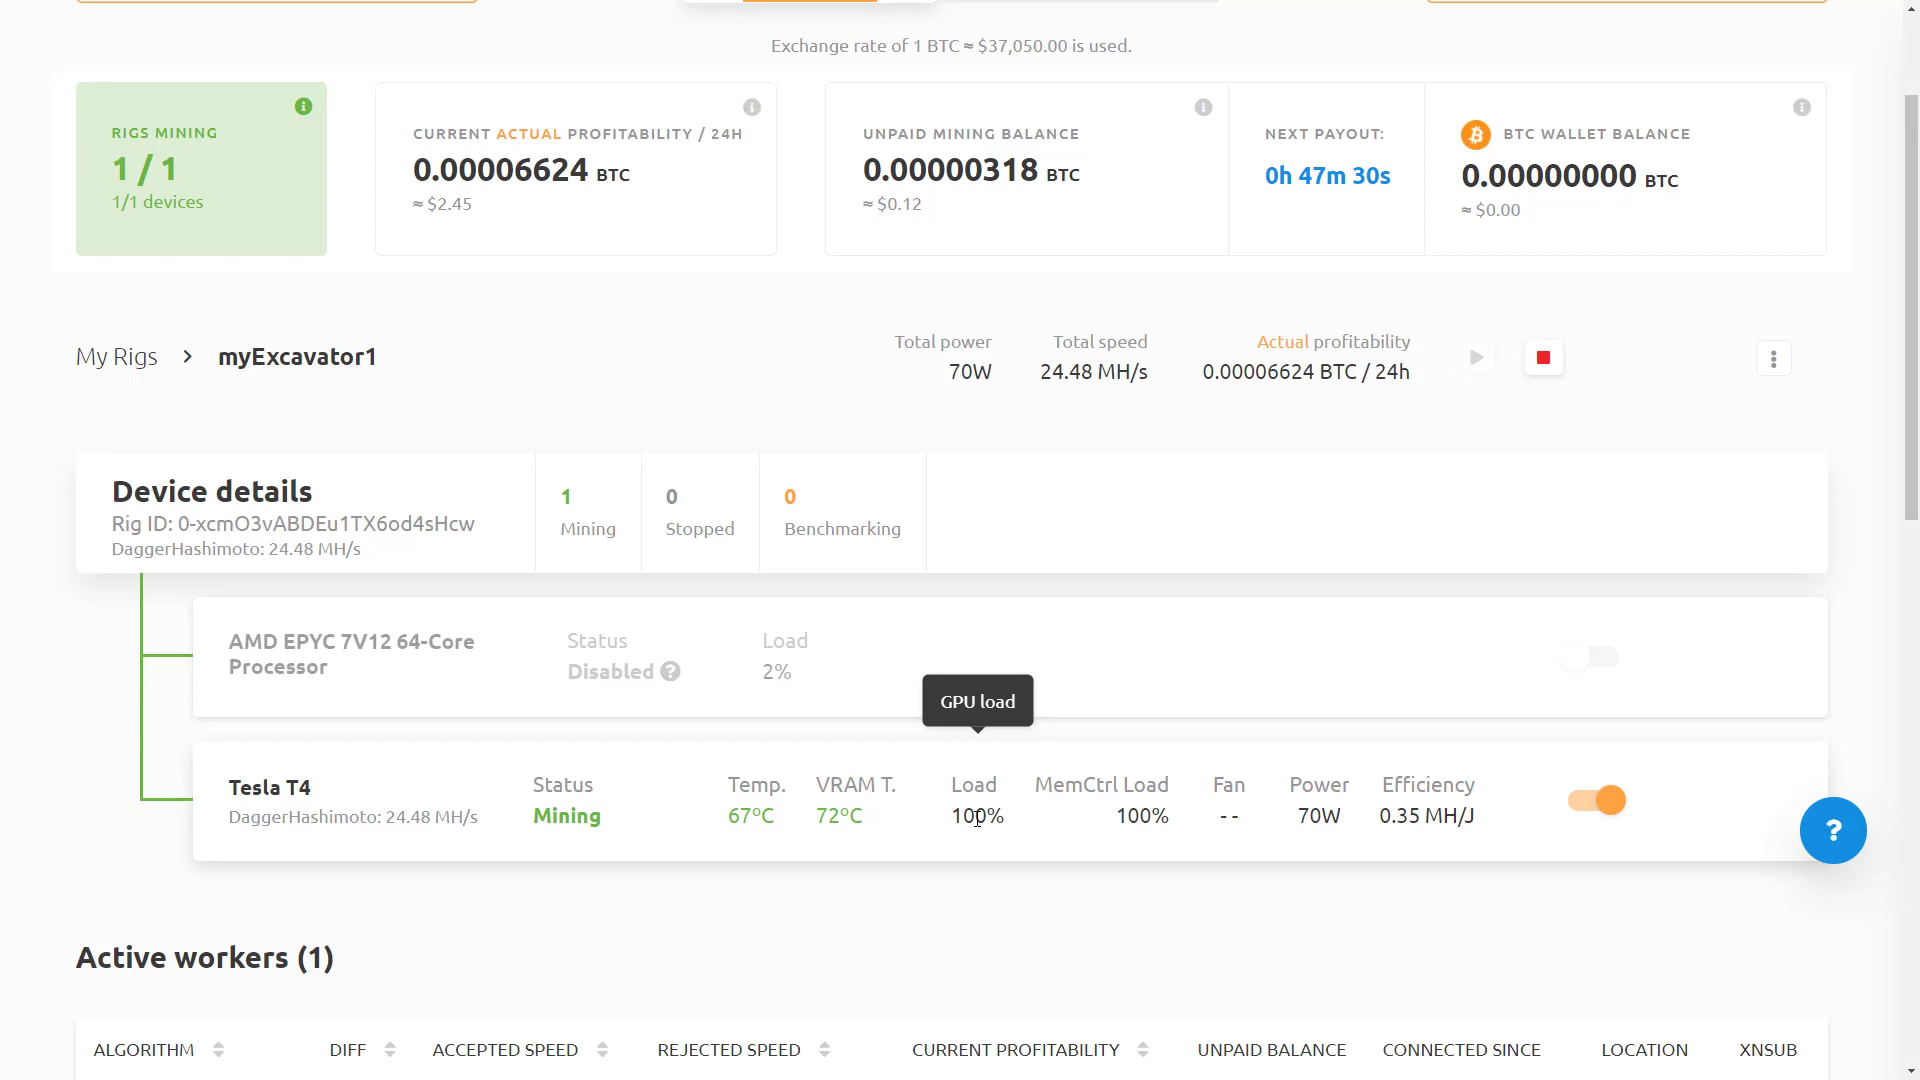 Exchange rate of 1 BTC ≈ $37,050.00 is used.
RIGS MINING
1 / 1
1/1 devices
CURRENT ACTUAL PROFITABILITY / 24H
0.00006624 BTC
≈ $2.45
UNPAID MINING BALANCE
0.00000318 BTC
≈ $0.12
NEXT PAYOUT:
0h 47m 30s
BTC WALLET BALANCE
0.00000000 BTC
≈ $0.00
My Rigs > myExcavator1
Total power
70W
Total speed
24.48 MH/s
Actual profitability
0.00006624 BTC / 24h
Device details
Rig ID: 0-xcmO3vABDEu1TX6od4sHcw
DaggerHashimoto: 24.48 MH/s
1
Mining
0
Stopped
0
Benchmarking
AMD EPYC 7V12 64-Core
Processor
Status
Disabled ?
Load
2%
GPU load
Tesla T4
DaggerHashimoto: 24.48 MH/s
Status
Mining
Temp.
67ºC
VRAM T.
72ºC
Load
100%
MemCtrl Load
100%
Fan
- -
Power
70W
Efficiency
0.35 MH/J
?
Active workers (1)
ALGORITHM DIFF ACCEPTED SPEED REJECTED SPEED CURRENT PROFITABILITY UNPAID BALANCE CONNECTED SINCE LOCATION XNSUB